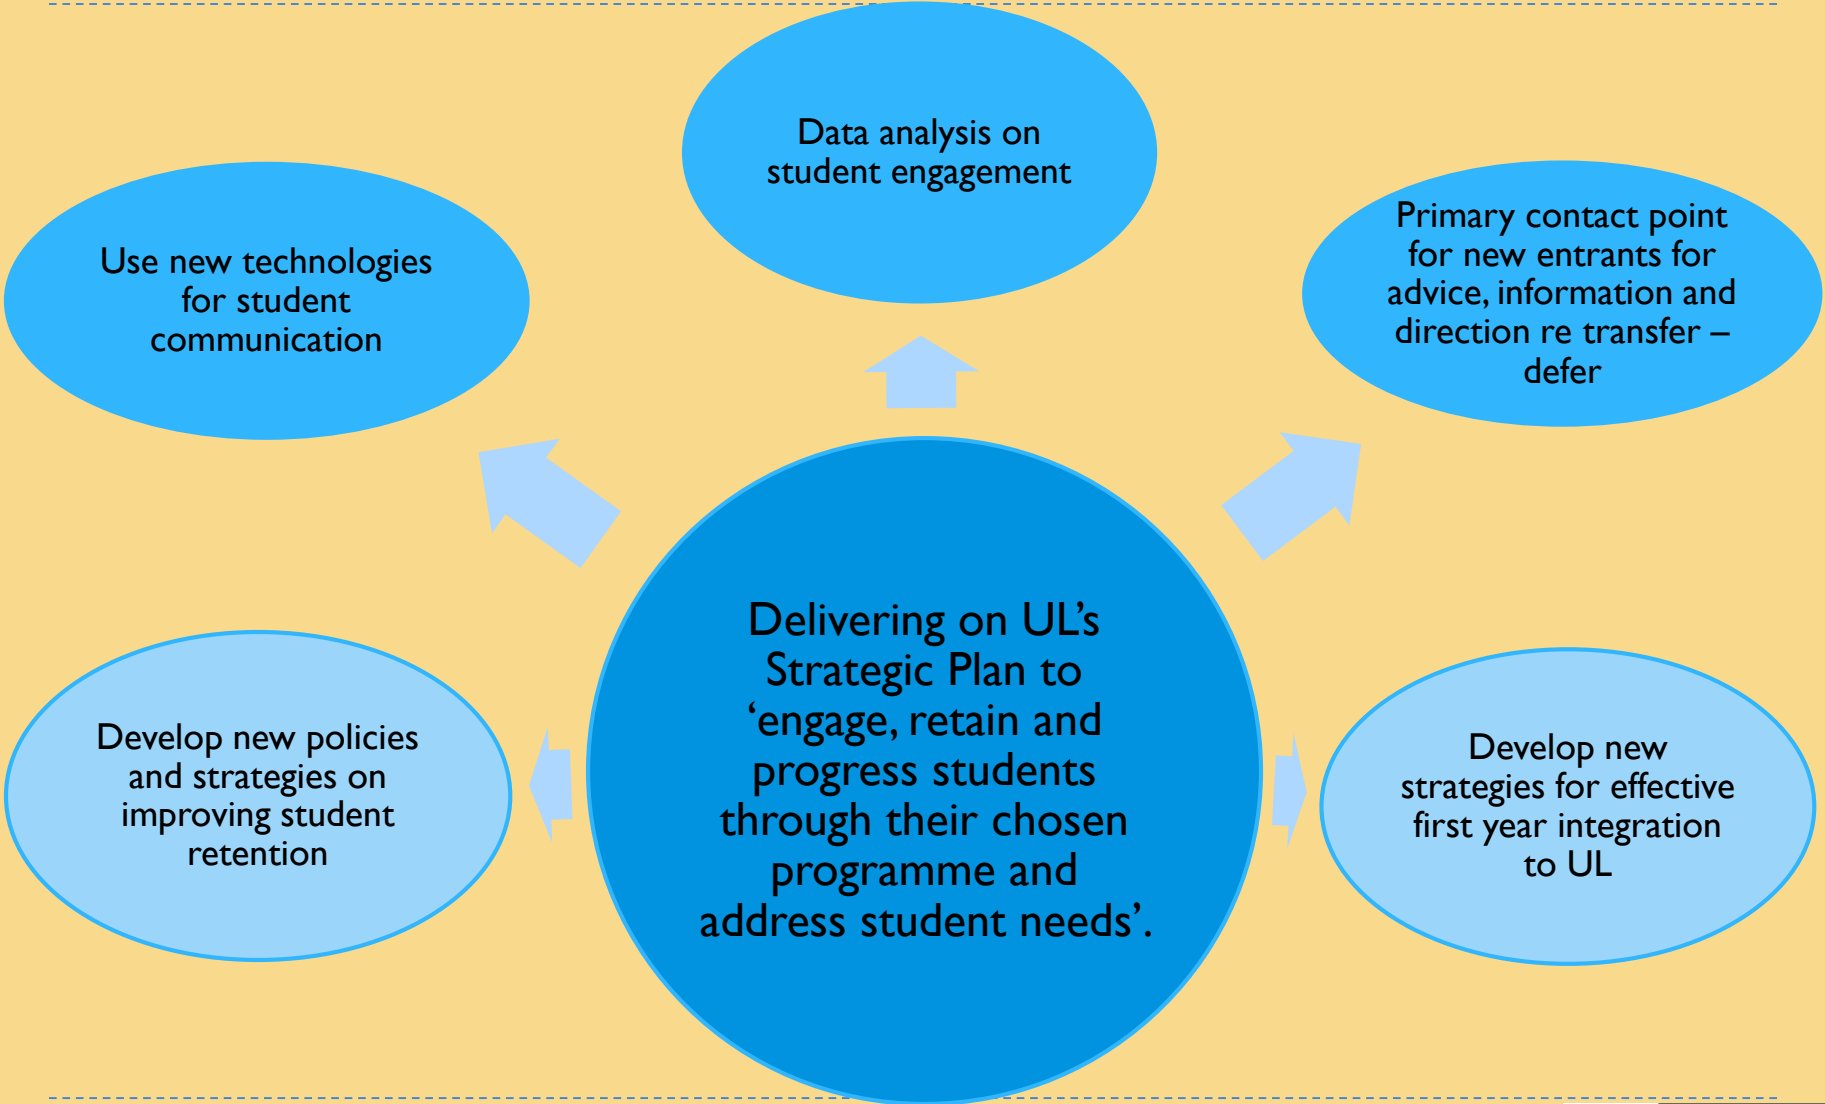 Data analysis on
student engagement
Use new technologies
for student
communication
Primary contact point
for new entrants for
advice, information and
direction re transfer –
defer
Delivering on UL’s
Strategic Plan to
‘engage, retain and
progress students
through their chosen
programme and
address student needs’.
Develop new policies
and strategies on
improving student
retention
Develop new
strategies for effective
first year integration
to UL